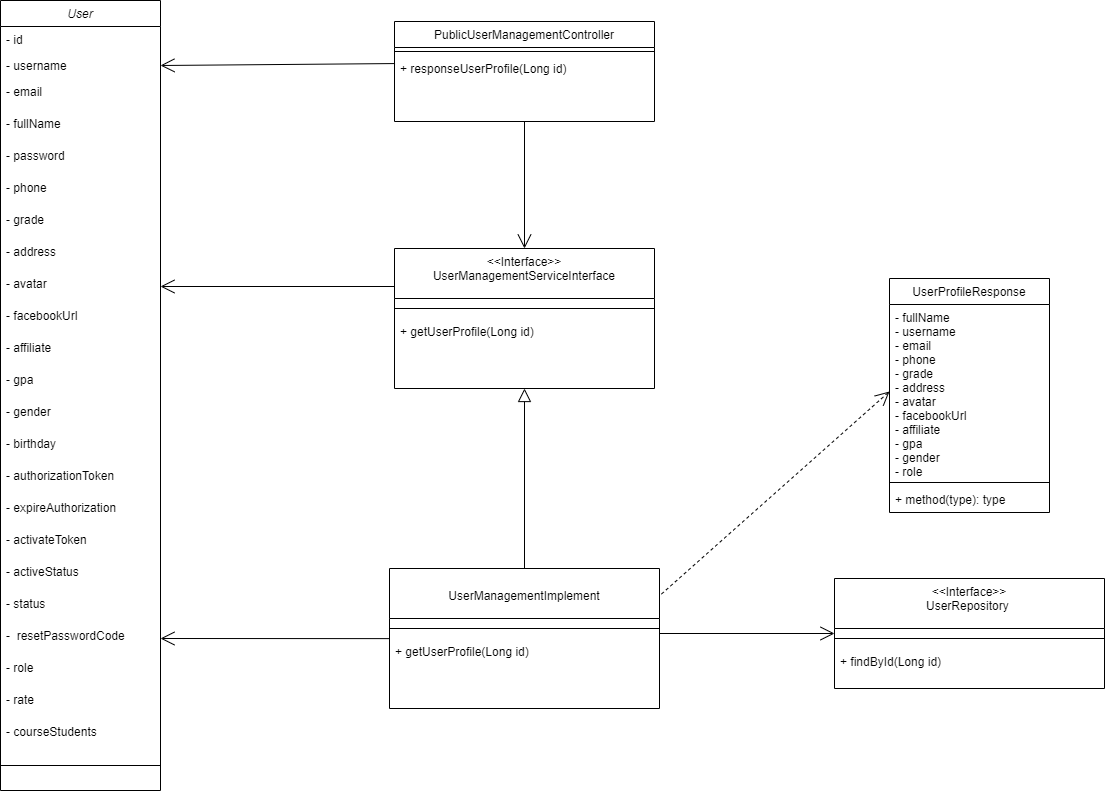 User
- id
- username
- email
- fullName
- password
- phone
- grade
- address
- avatar
- facebookUrl
- affiliate
- gpa
- gender
- birthday
- authorizationToken
- expireAuthorization
- activateToken
- activeStatus
- status
- resetPasswordCode
- role
- rate
- courseStudents
PublicUserManagementController
+ responseUserProfile(Long id)
<<Interface>>
UserManagementServiceInterface
+ getUserProfile(Long id)
UserManagementImplement
+ getUserProfile(Long id)
UserProfileResponse
- fullName
- username
- email
- phone
- grade
- address
- avatar
- facebookUrl
- affiliate
- gpa
- gender
- role
+ method(type): type
<<Interface>>
UserRepository
+ findById(Long id)